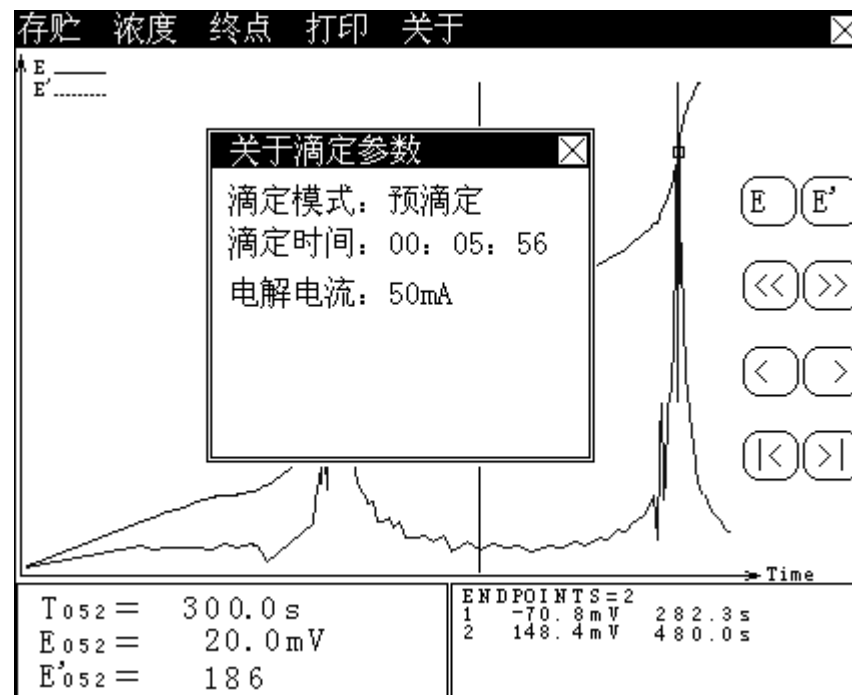 存贮 浓度 终点 打印 关于
E
E'
关于滴定参数
滴定模式：预滴定
滴定时间：00：05：56
电解电流：50mA
E E'
<< >>
< >
|< >|
Time
T052= 300.0s
E052= 20.0mV
E'052= 186
ENDPOINTS=2
1 -70.8mV 282.3s
2 148.4mV 480.0s